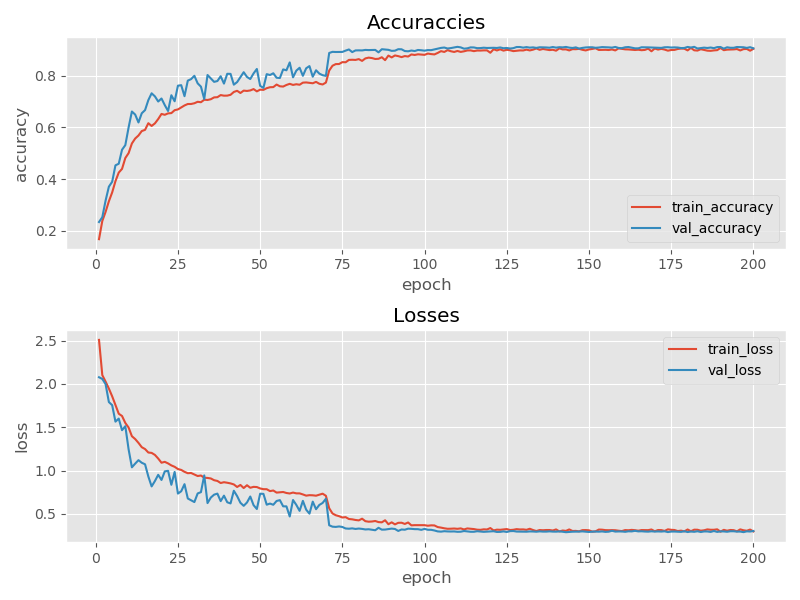 Accuraccies
accuracy
0.8
0.6
0.4
0.2
train_accuracy
val_accuracy
0 25 50 75 100 125 150 175 200
epoch
Losses
loss
2.5
2.0
1.5
1.0
0.5
train_loss
val_loss
0 25 50 75 100 125 150 175 200
epoch